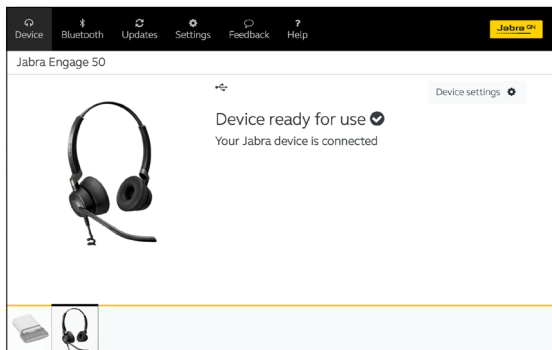 Device Bluetooth Updates Settings Feedback Help
Jabra GN
Jabra Engage 50
Device settings
Device ready for use
Your Jabra device is connected